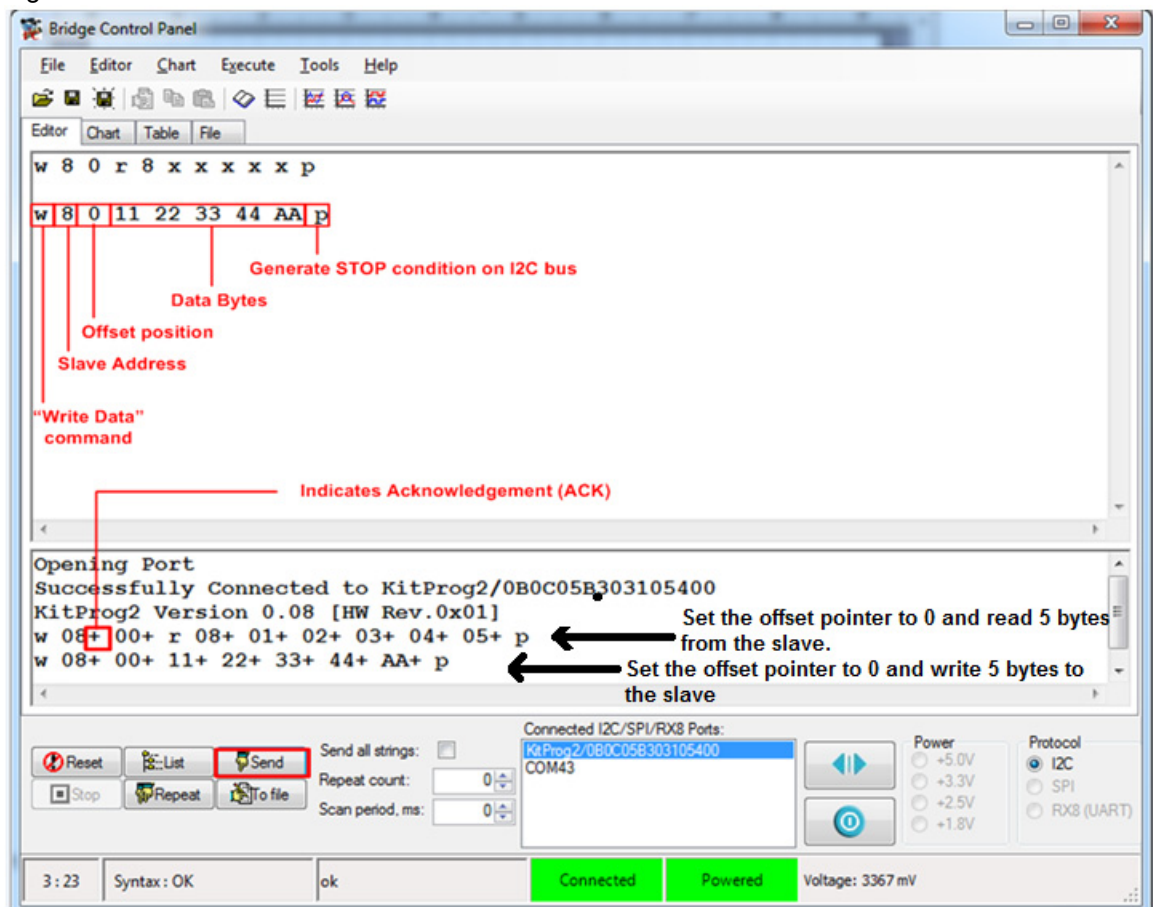 Bridge Control Panel
File Editor Chart Execute Tools Help
Editor Chart Table File
w 8 0 r 8 x x x x x p
w 8 0 11 22 33 44 AA p
Generate STOP condition on I2C bus
Data Bytes
Offset position
Slave Address
“Write Data”
command
Indicates Acknowledgement (ACK)
Opening Port
Successfully Connected to KitProg2/0B0C05B303105400
KitProg2 Version 0.08 [HW Rev.0x01]
w 08+ 00+ r 08+ 01+ 02+ 03+ 04+ 05+ p
Set the offset pointer to 0 and read 5 bytes
from the slave.
w 08+ 00+ 11+ 22+ 33+ 44+ AA+ p
Set the offset pointer to 0 and write 5 bytes to
the slave
Reset List Send
Stop Repeat To file
Send all strings:
Repeat count: 0
Scan period, ms: 0
Connected I2C/SPI/RX8 Ports:
KitProg2/0B0C05B303105400
COM43
Power
+5.0V
+3.3V
+2.5V
+1.8V
Protocol
I2C
SPI
RX8 (UART)
3 : 23 Syntax : OK ok Connected Powered Voltage: 3367 mV